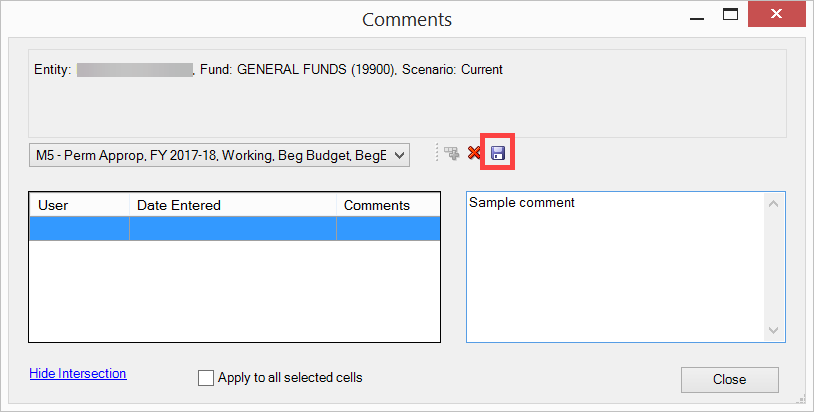 Comments
Entity: , Fund: GENERAL FUNDS (19900), Scenario: Current
M5 - Perm Approp, FY 2017-18, Working, Beg Budget, BegE
User Date Entered Comments
Sample comment
Hide Intersection
Apply to all selected cells
Close